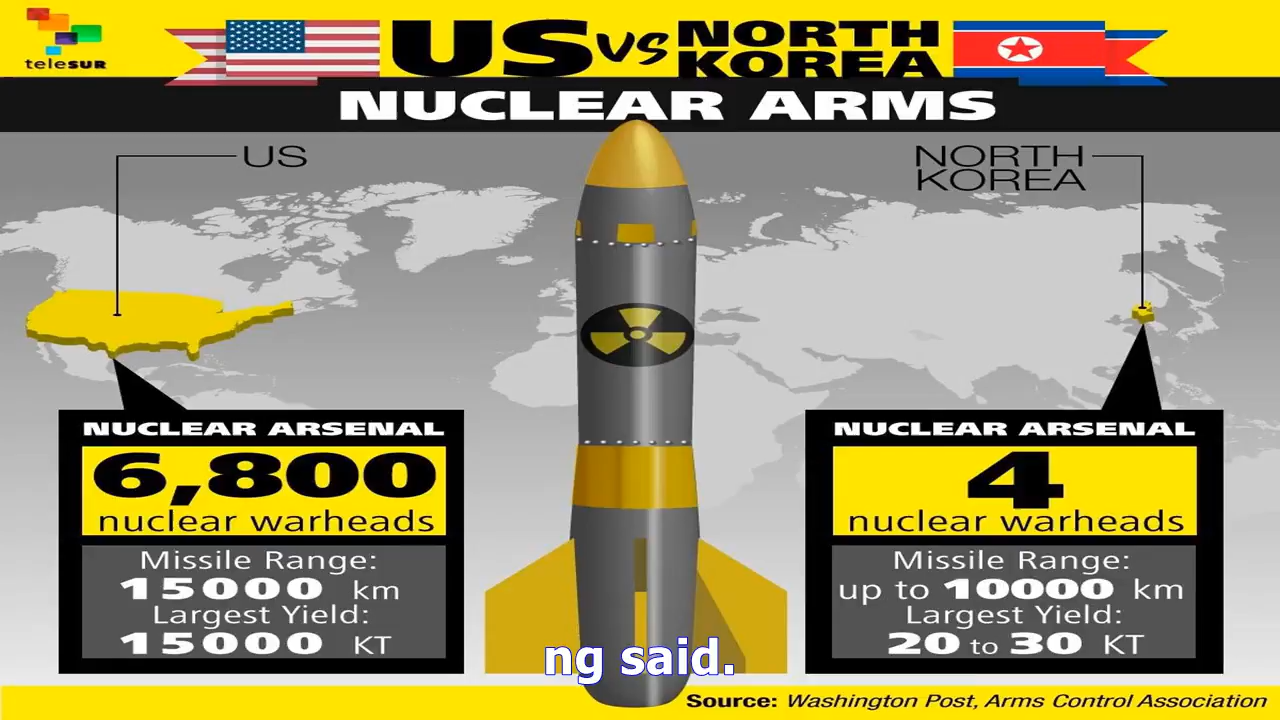 teleSUR
US vs NORTH KOREA
NUCLEAR ARMS
US
NORTH
KOREA
NUCLEAR ARSENAL
6,800
nuclear warheads
Missile Range:
15000 km
Largest Yield:
15000 KT
NUCLEAR ARSENAL
4
nuclear warheads
Missile Range:
up to 10000 km
Largest Yield:
20 to 30 KT
ng said.
Source: Washington Post, Arms Control Association